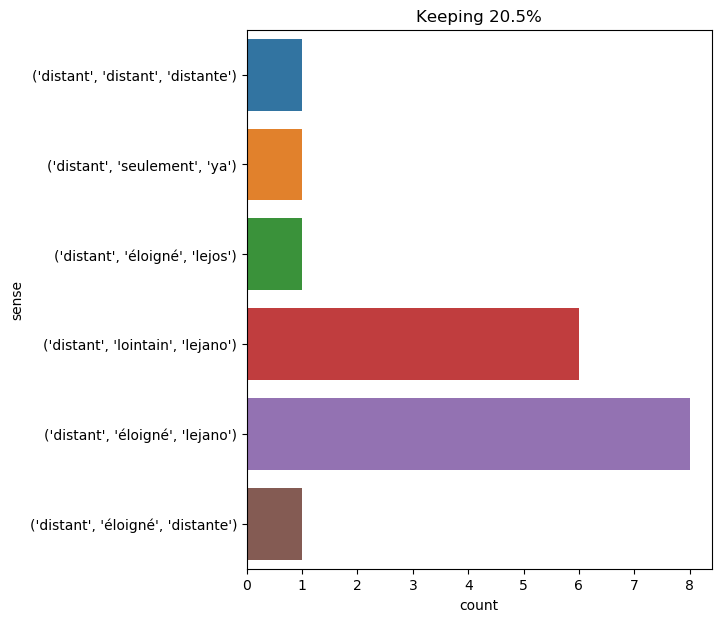 Keeping 20.5%
('distant', 'distant', 'distante')
('distant', 'seulement', 'ya')
('distant', 'éloigné', 'lejos')
('distant', 'lointain', 'lejano')
('distant', 'éloigné', 'lejano')
('distant', 'éloigné', 'distante')
sense
0 1 2 3 4 5 6 7 8
count